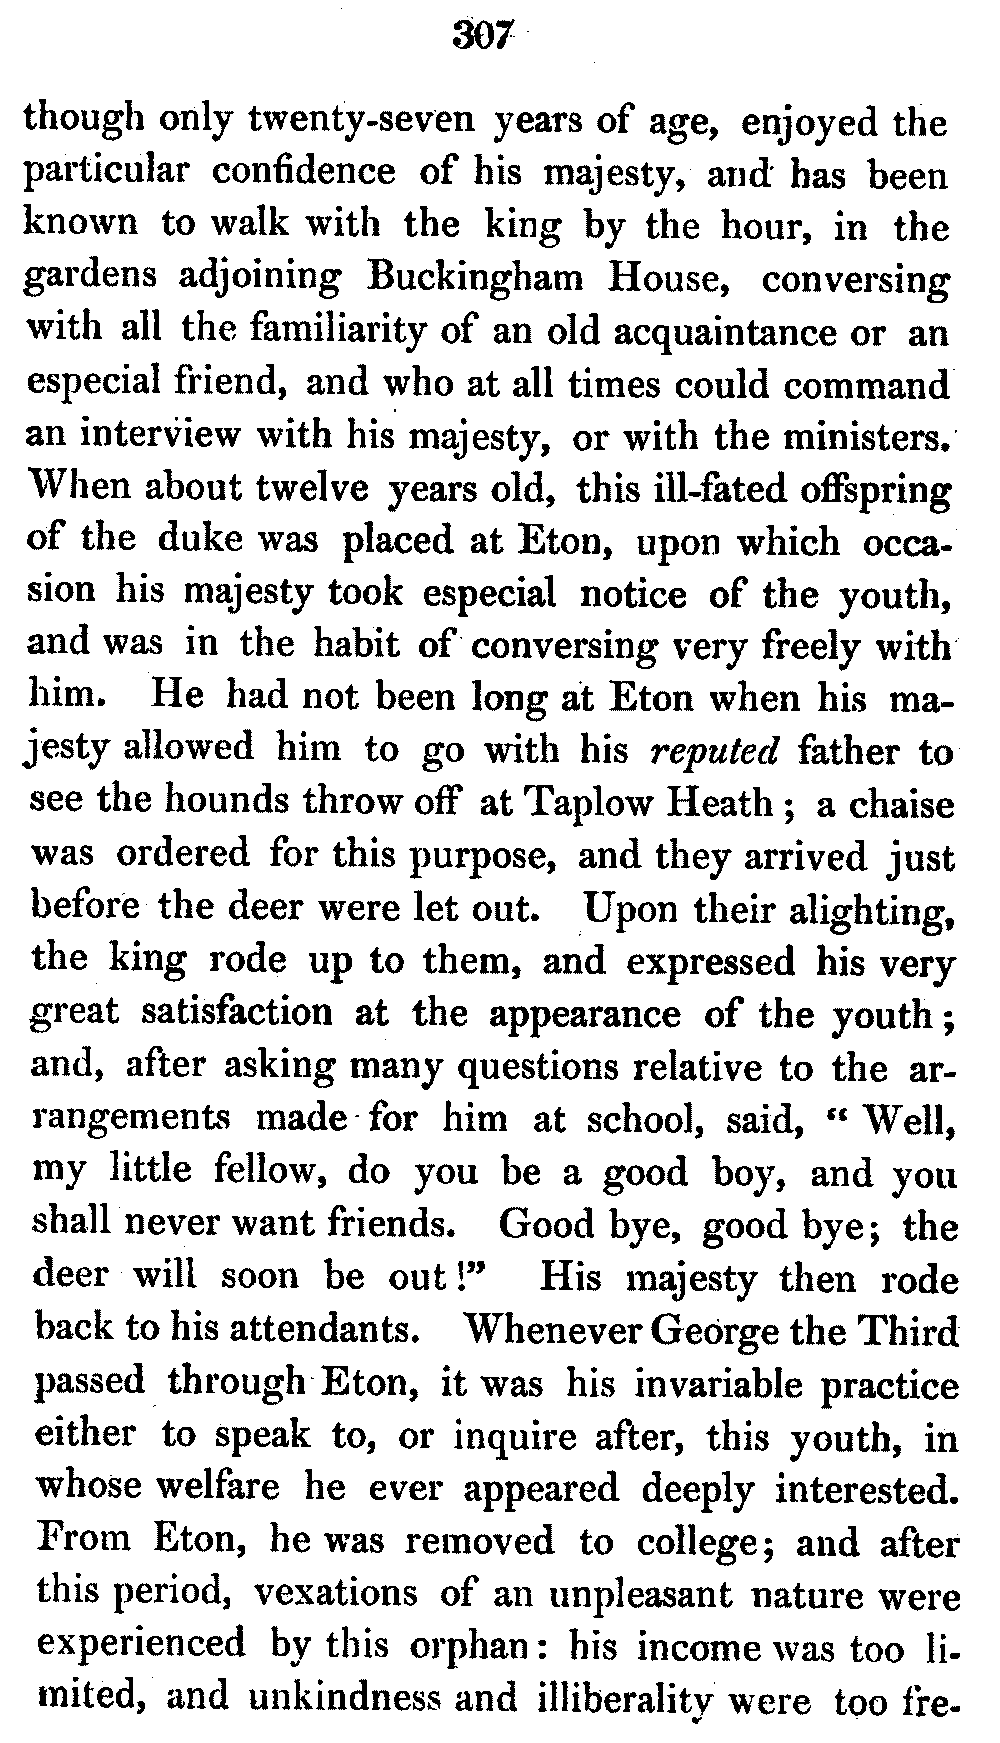 307
though only twenty-seven years of age, enjoyed the
particular confidence of his majesty, and has been
known to walk with the king by the hour, in the
gardens adjoining Buckingham House, conversing
with all the familiarity of an old acquaintance or an
especial friend, and who at all times could command
an interview with his majesty, or with the ministers.
When about twelve years old, this ill-fated offspring
of the duke was placed at Eton, upon which occa-
sion his majesty took especial notice of the youth,
and was in the habit of conversing very freely with
him. He had not been long at Eton when his ma-
jesty allowed him to go with his reputed father to
see the hounds throw off at Taplow Heath ; a chaise
was ordered for this purpose, and they arrived just
before the deer were let out. Upon their alighting,
the king rode up to them, and expressed his very
great satisfaction at the appearance of the youth ;
and, after asking many questions relative to the ar-
rangements made for him at school, said, “ Well,
my little fellow, do you be a good boy, and you
shall never want friends. Good bye, good bye; the
deer will soon be out !” His majesty then rode
back to his attendants. Whenever George the Third
passed through Eton, it was his invariable practice
either to speak to, or inquire after, this youth, in
whose welfare he ever appeared deeply interested.
From Eton, he was removed to college; and after
this period, vexations of an unpleasant nature were
experienced by this orphan : his income was too li-
mited, and unkindness and illiberality were too fre-